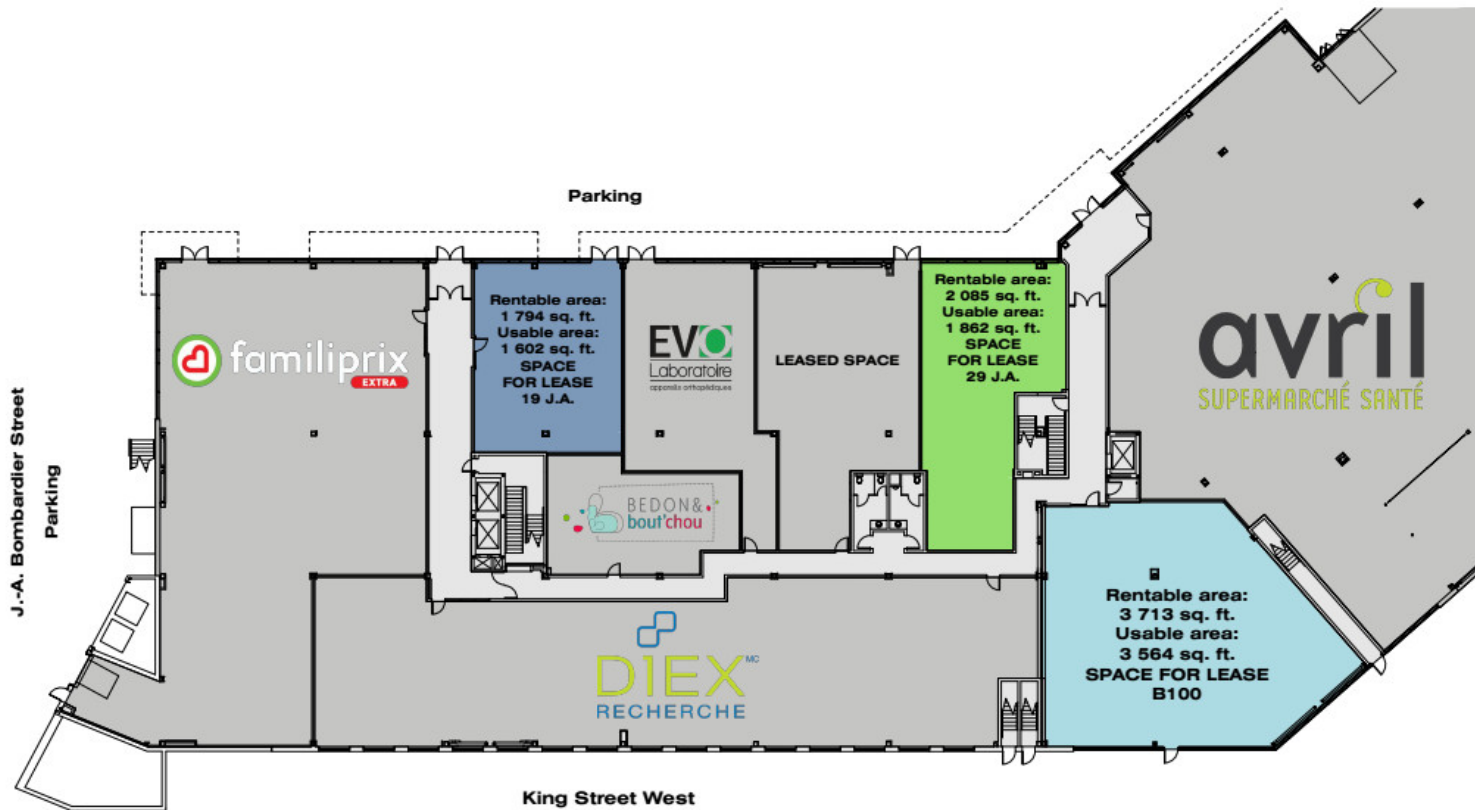 Parking
familiprix
EXTRA
Rentable area:
1 794 sq. ft.
Usable area:
1 602 sq. ft.
SPACE
FOR LEASE
19 J.A.
EVO
Laboratoire
appareils orthopédiques
LEASED SPACE
Rentable area:
2 085 sq. ft.
Usable area:
1 862 sq. ft.
SPACE
FOR LEASE
29 J.A.
avril
SUPERMARCHÉ SANTÉ
J.-A. Bombardier Street
Parking
BEDON&
bout'chou
DIEX MC
RECHERCHE
Rentable area:
3 713 sq. ft.
Usable area:
3 564 sq. ft.
SPACE FOR LEASE
B100
King Street West